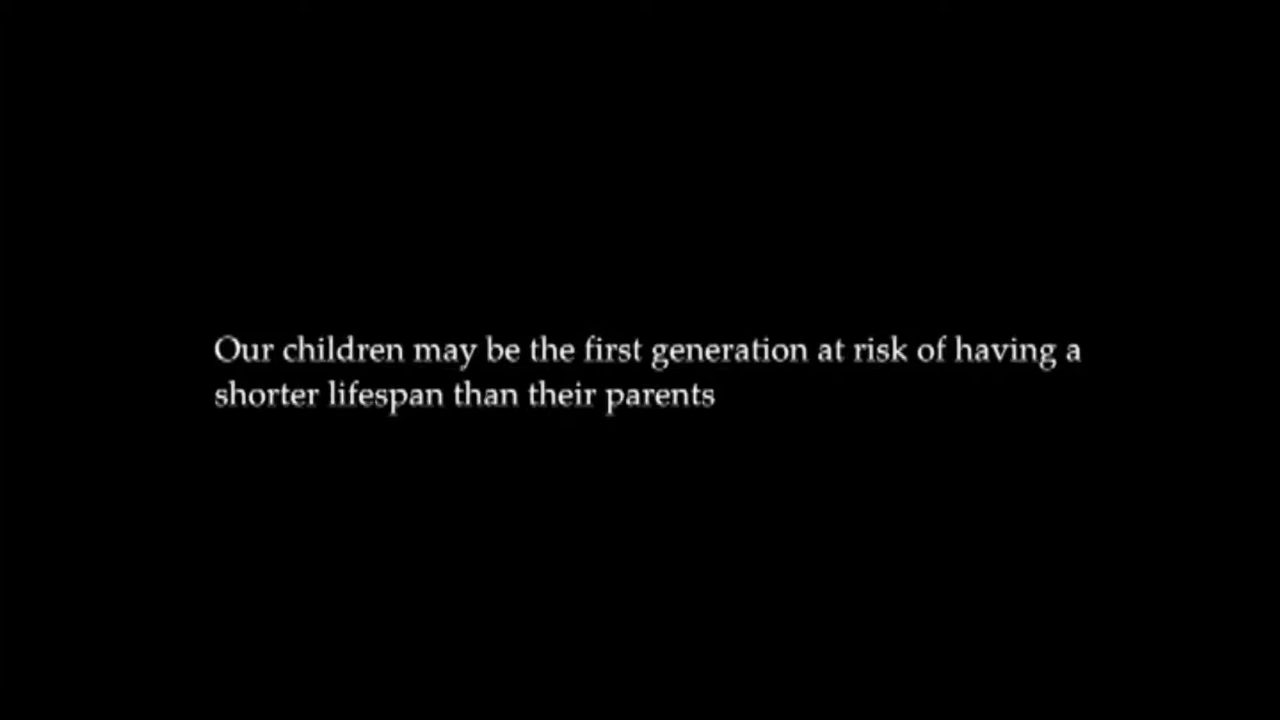 Our children may be the first generation at risk of having a
shorter lifespan than their parents